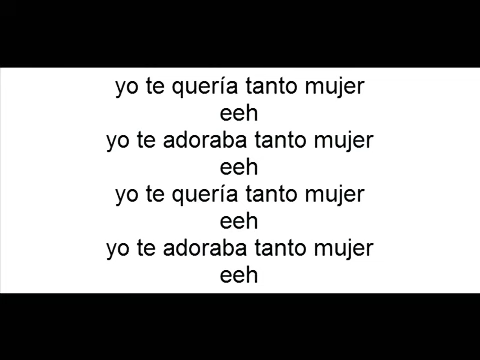 yo te quería tanto mujer
eeh
yo te adoraba tanto mujer
eeh
yo te quería tanto mujer
eeh
yo te adoraba tanto mujer
eeh